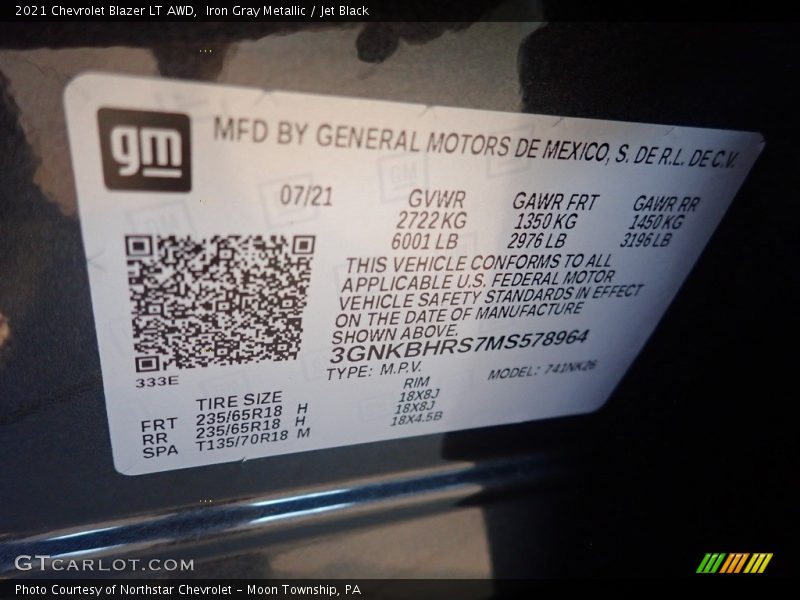 2021 Chevrolet Blazer LT AWD, Iron Gray Metallic / Jet Black
gm
MFD BY GENERAL MOTORS DE MEXICO, S. DE R.L. DE C.V.
07/21
GVWR
2722 KG
6001 LB
GAWR FRT
1350 KG
2976 LB
GAWR RR
1450 KG
3196 LB
THIS VEHICLE CONFORMS TO ALL
APPLICABLE U.S. FEDERAL MOTOR
VEHICLE SAFETY STANDARDS IN EFFECT
ON THE DATE OF MANUFACTURE
SHOWN ABOVE.
3GNKBHRS7MS578964
TYPE: M.P.V. MODEL: 741NK26
333E
TIRE SIZE RIM
FRT 235/65R18 H 18X8J
RR 235/65R18 H 18X8J
SPA T135/70R18 M 18X4.5B
GTCARLOT.COM
Photo Courtesy of Northstar Chevrolet - Moon Township, PA